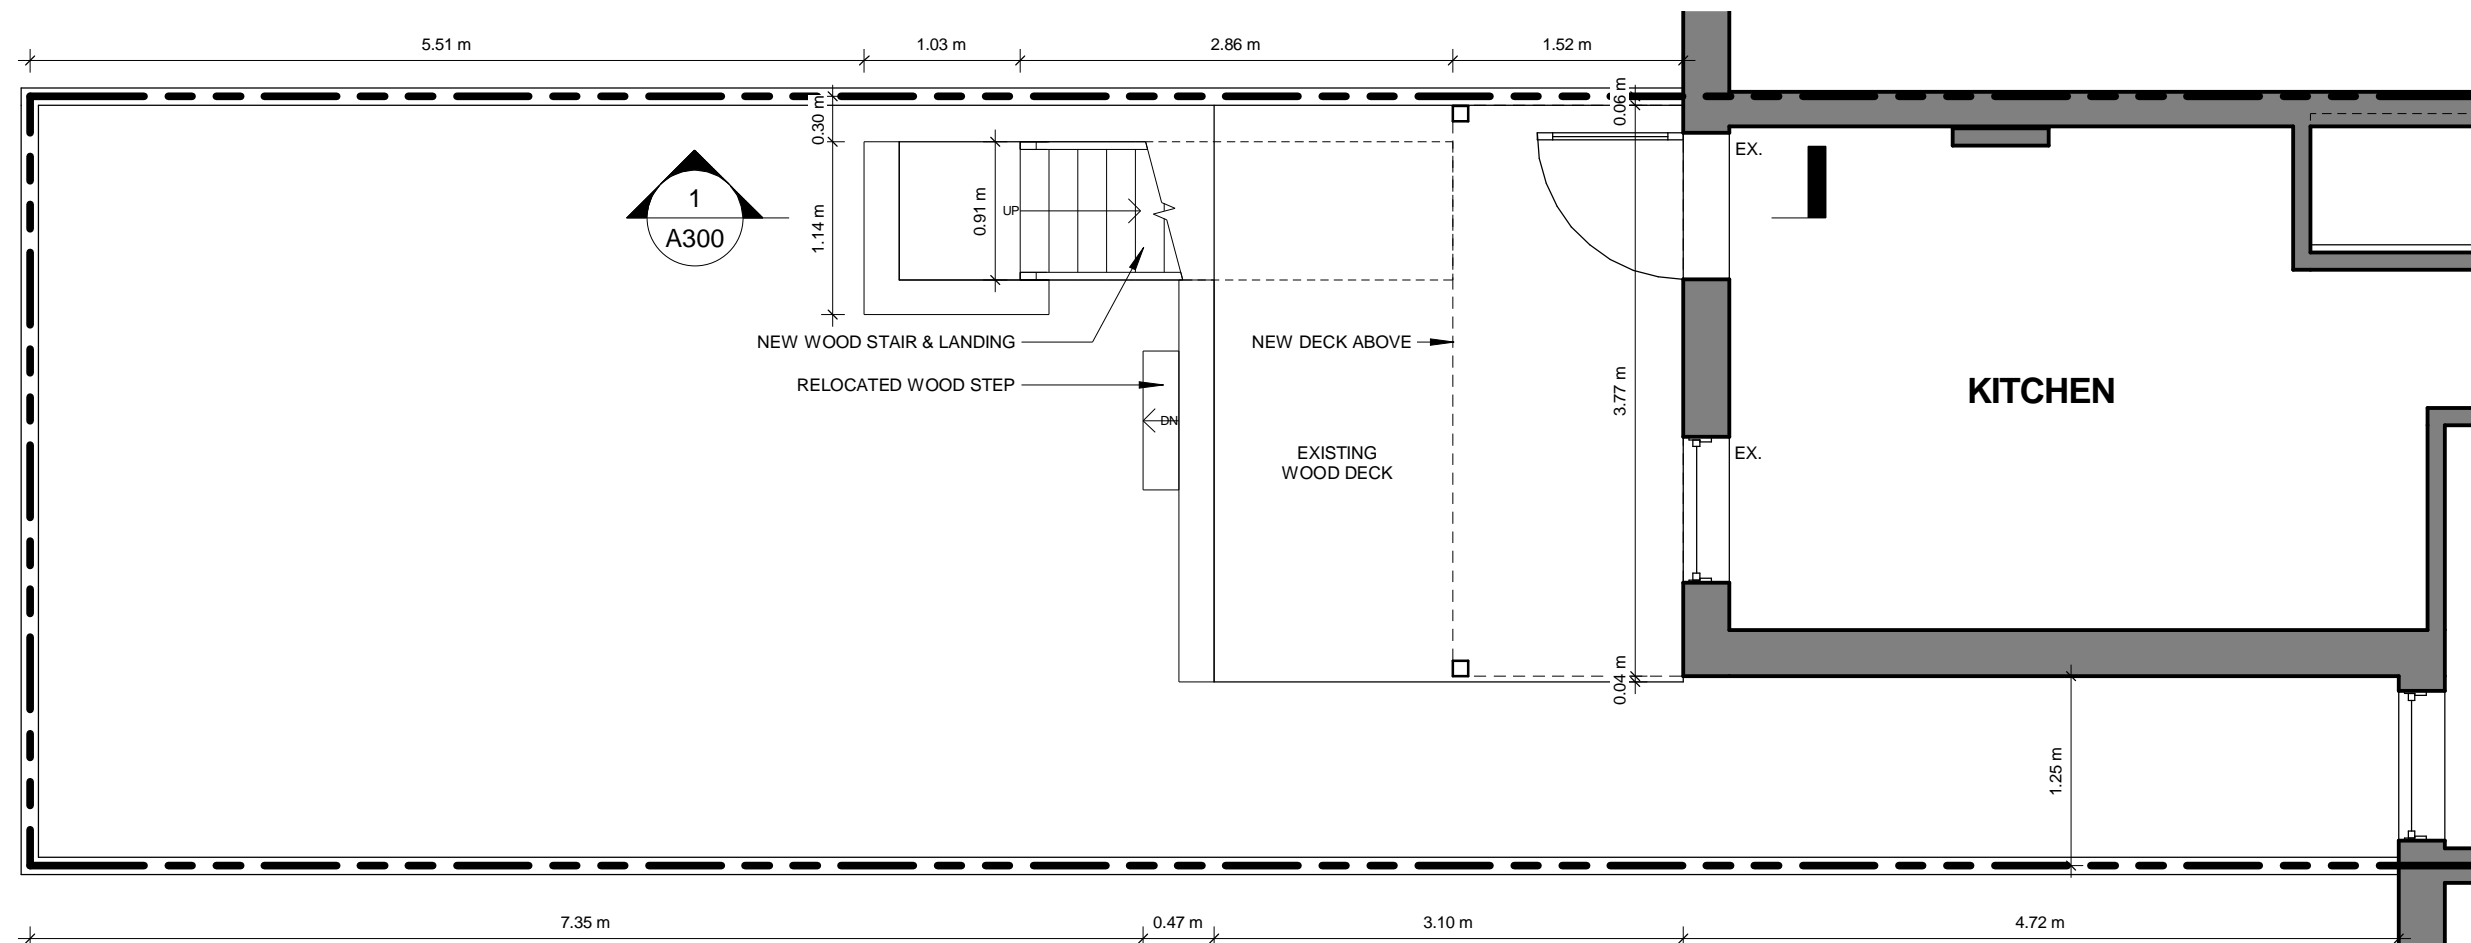 5.51 m
1.03 m
2.86 m
1.52 m
0.30 m
0.06 m
1
A300
1.14 m
0.91 m
UP
EX.
NEW WOOD STAIR & LANDING
NEW DECK ABOVE
RELOCATED WOOD STEP
DN
3.77 m
KITCHEN
EXISTING
WOOD DECK
EX.
0.04 m
1.25 m
7.35 m
0.47 m
3.10 m
4.72 m